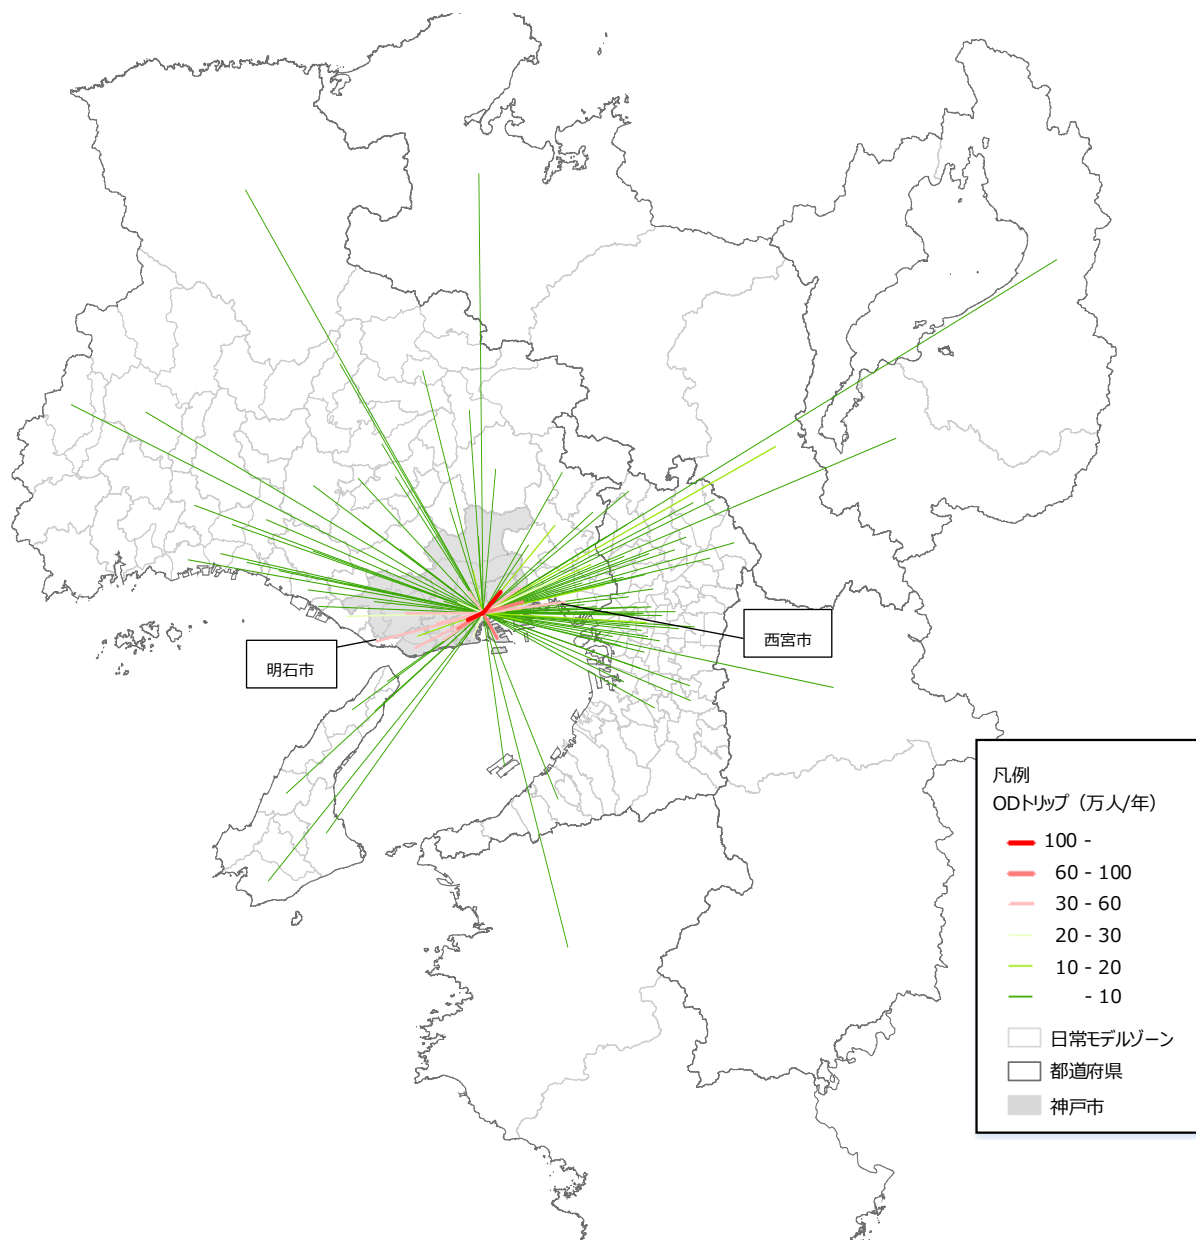 西宮市
明石市
凡例
ODトリップ（万人/年）
100 -
60 - 100
30 - 60
20 - 30
10 - 20
- 10
日常モデルゾーン
都道府県
神戸市